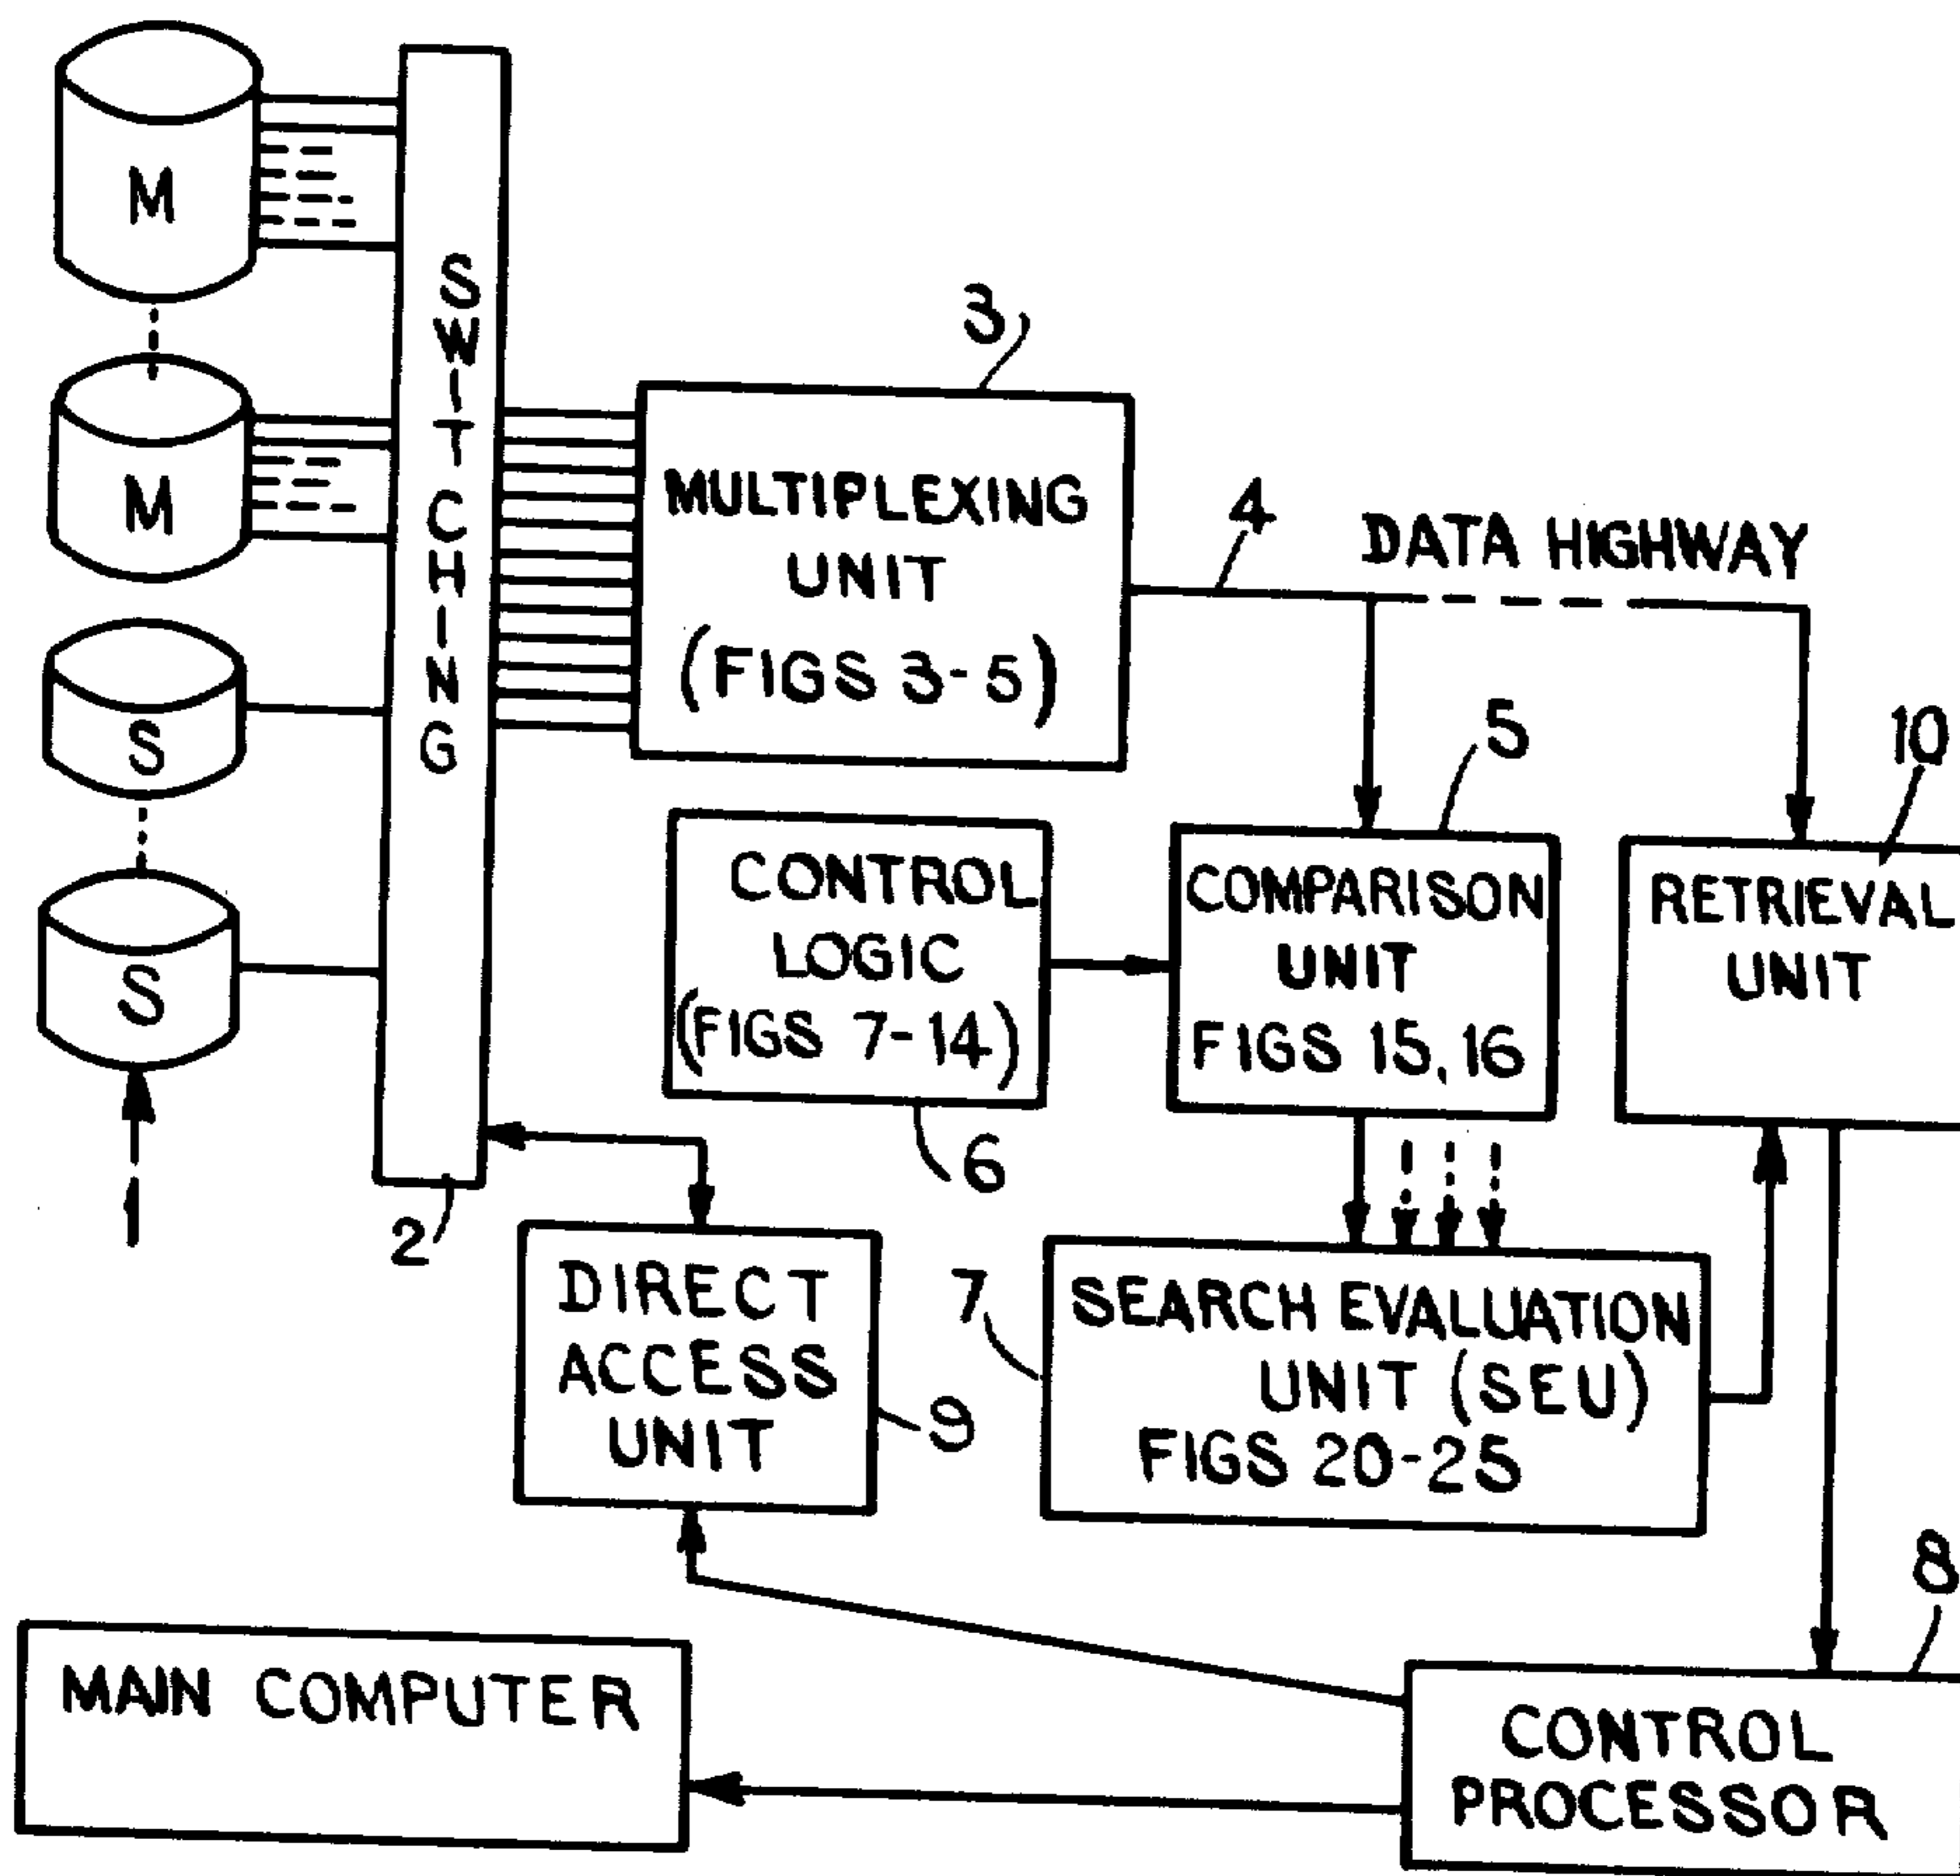 M
M
S
S
SWITCHING
2
3
MULTIPLEXING
UNIT
(FIGS 3-5)
4
DATA HIGHWAY
CONTROL
LOGIC
(FIGS 7-14)
6
5
COMPARISON
UNIT
FIGS 15, 16
10
RETRIEVAL
UNIT
DIRECT
ACCESS
UNIT
9
7
SEARCH EVALUATION
UNIT (SEU)
FIGS 20-25
MAIN COMPUTER
8
CONTROL
PROCESSOR